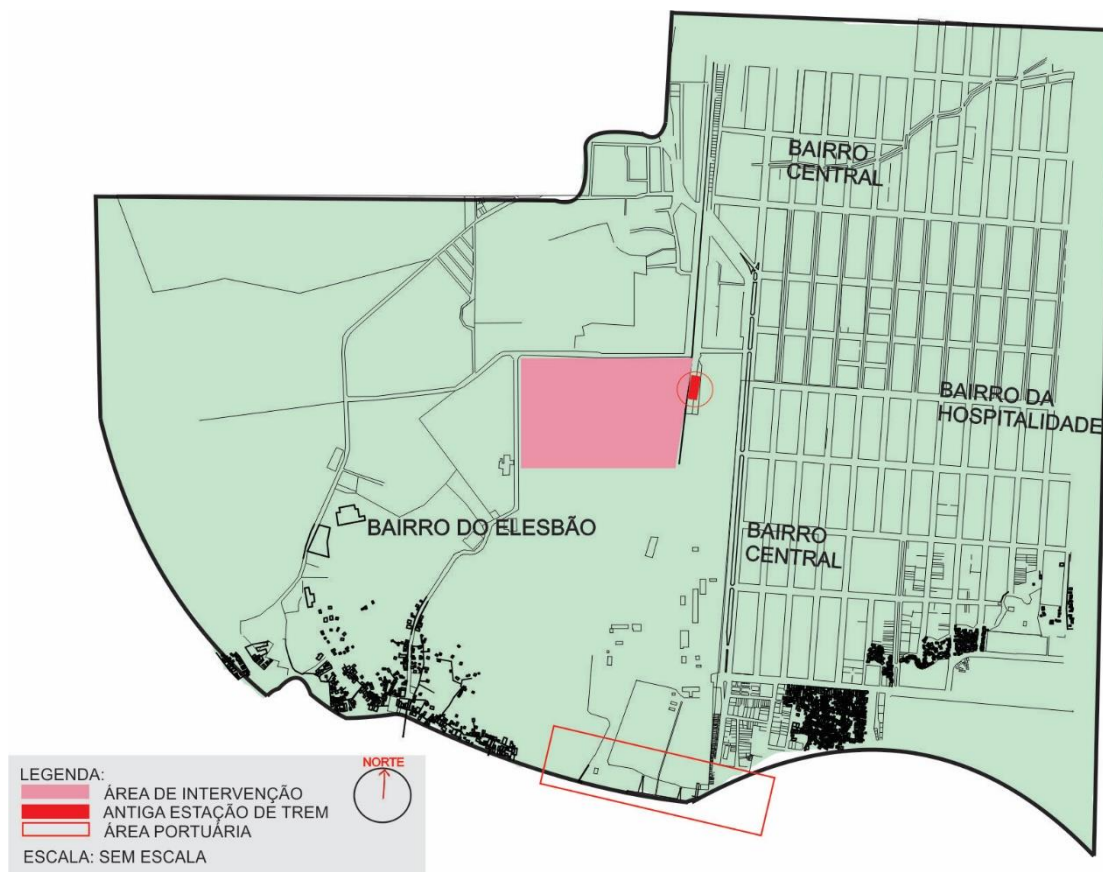 BAIRRO
CENTRAL
BAIRRO DA
HOSPITALIDADE
BAIRRO DO ELESBÃO
BAIRRO
CENTRAL
LEGENDA:
ÁREA DE INTERVENÇÃO
ANTIGA ESTAÇÃO DE TREM
ÁREA PORTUÁRIA
ESCALA: SEM ESCALA
NORTE